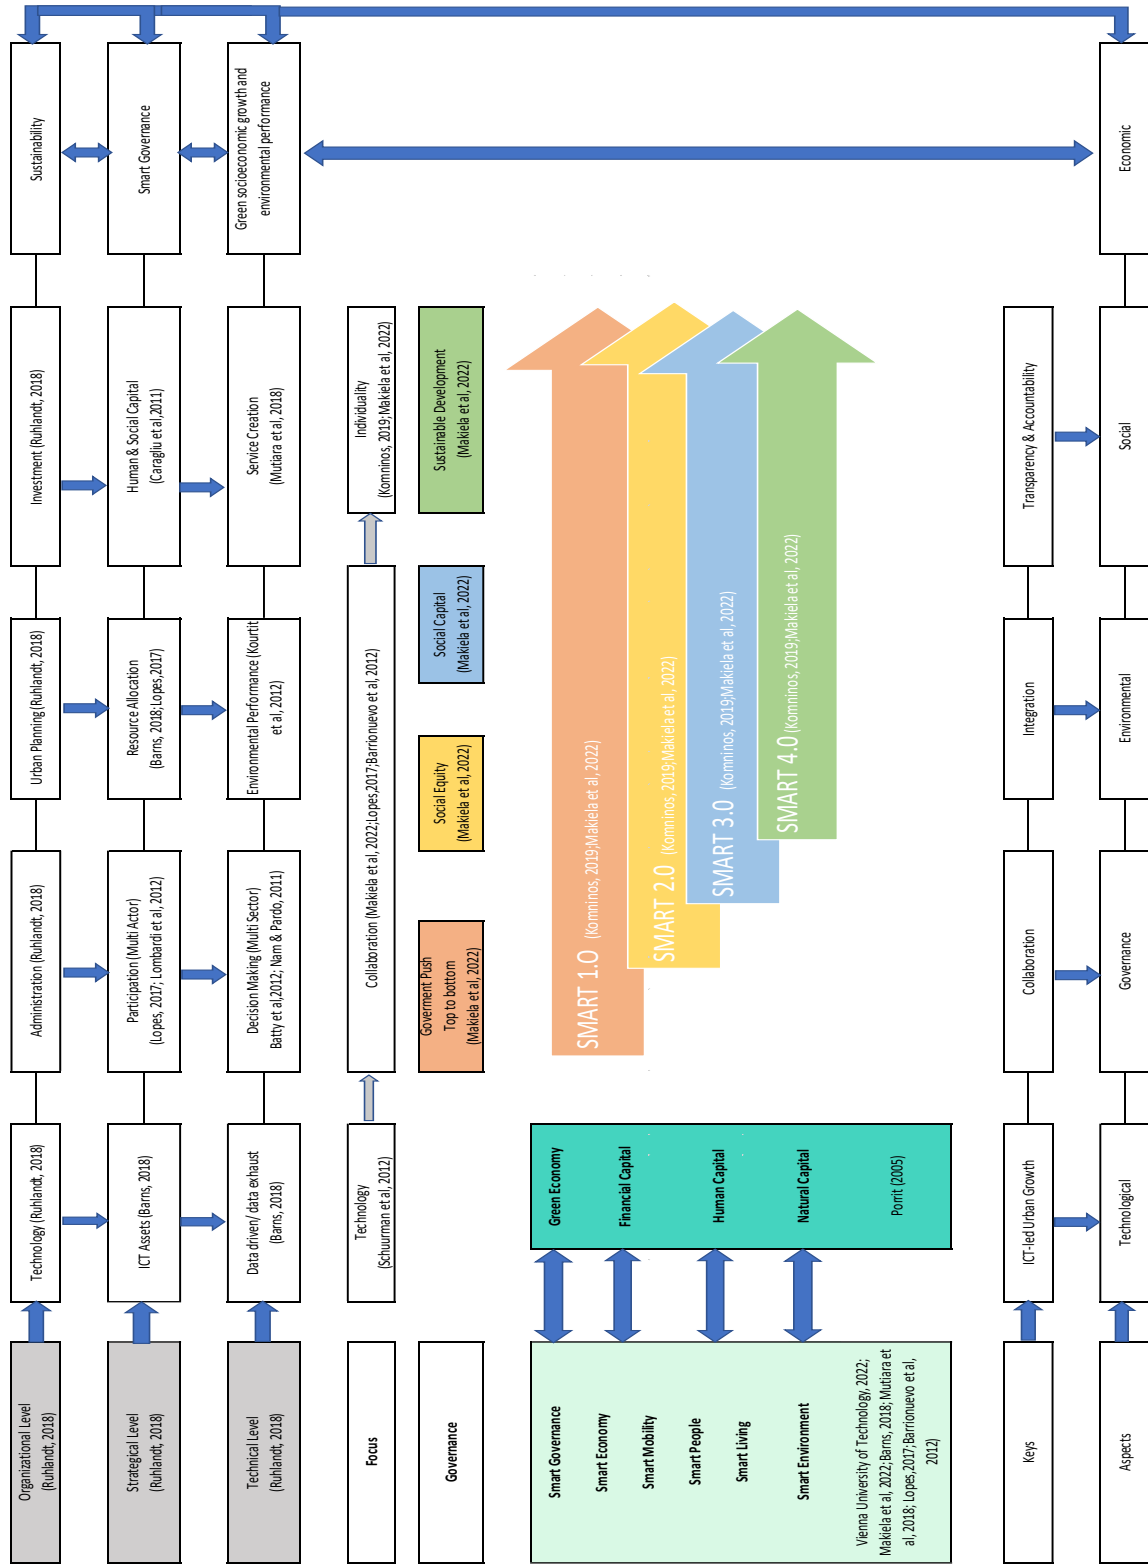 Organizational Level
(Ruhlandt, 2018)
Technology (Ruhlandt, 2018)
Administration (Ruhlandt, 2018)
Urban Planning (Ruhlandt, 2018)
Investment (Ruhlandt, 2018)
Sustainability
Strategical Level
(Ruhlandt, 2018)
ICT Assets (Barns, 2018)
Participation (Multi Actor)
(Lopes, 2017; Lombardi et al, 2012)
Resource Allocation
(Barns, 2018;Lopes,2017)
Human & Social Capital
(Caragliu et al,2011)
Smart Governance
Technical Level
(Ruhlandt, 2018)
Data driven/ data exhaust
(Barns, 2018)
Decision Making (Multi Sector)
Batty et al,2012; Nam & Pardo, 2011)
Environmental Performance (Kourtit
et al, 2012)
Service Creation
(Mutiara et al, 2018)
Green socioeconomic growth and
environmental performance
Focus
Technology
(Schuurman et al, 2012)
Collaboration (Makiela et al, 2022;Lopes,2017;Barrionuevo et al, 2012)
Individuality
(Komninos, 2019;Makiela et al, 2022)
Governance
Goverment Push
Top to bottom
(Makiela et al, 2022)
Social Equity
(Makiela et al, 2022)
Social Capital
(Makiela et al, 2022)
Sustainable Development
(Makiela et al, 2022)
Smart Governance
Smart Economy
Smart Mobility
Smart People
Smart Living
Smart Environment
Vienna University of Technology, 2022;
Makiela et al, 2022;Barns, 2018; Mutiara et
al, 2018; Lopes,2017;Barrionuevo et al,
2012)
Green Economy
Financial Capital
Human Capital
Natural Capital
Porrit (2005)
SMART 1.0 (Komninos, 2019;Makiela et al, 2022)
SMART 2.0 (Komninos, 2019;Makiela et al, 2022)
SMART 3.0 (Komninos, 2019;Makiela et al, 2022)
SMART 4.0 (Komninos, 2019;Makiela et al, 2022)
Keys
ICT-led Urban Growth
Collaboration
Integration
Transparency & Accountability
Aspects
Technological
Governance
Environmental
Social
Economic